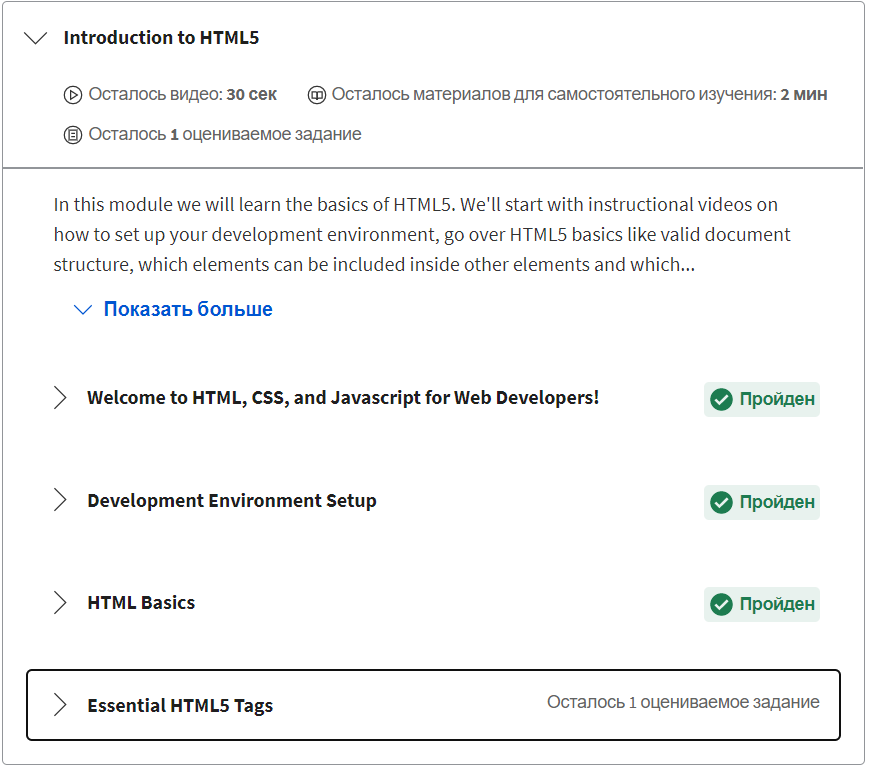 Introduction to HTML5
Осталось видео: 30 сек Осталось материалов для самостоятельного изучения: 2 мин
Осталось 1 оцениваемое задание
In this module we will learn the basics of HTML5. We'll start with instructional videos on
how to set up your development environment, go over HTML5 basics like valid document
structure, which elements can be included inside other elements and which...
Показать больше
Welcome to HTML, CSS, and Javascript for Web Developers! Пройден
Development Environment Setup Пройден
HTML Basics Пройден
Essential HTML5 Tags Осталось 1 оцениваемое задание